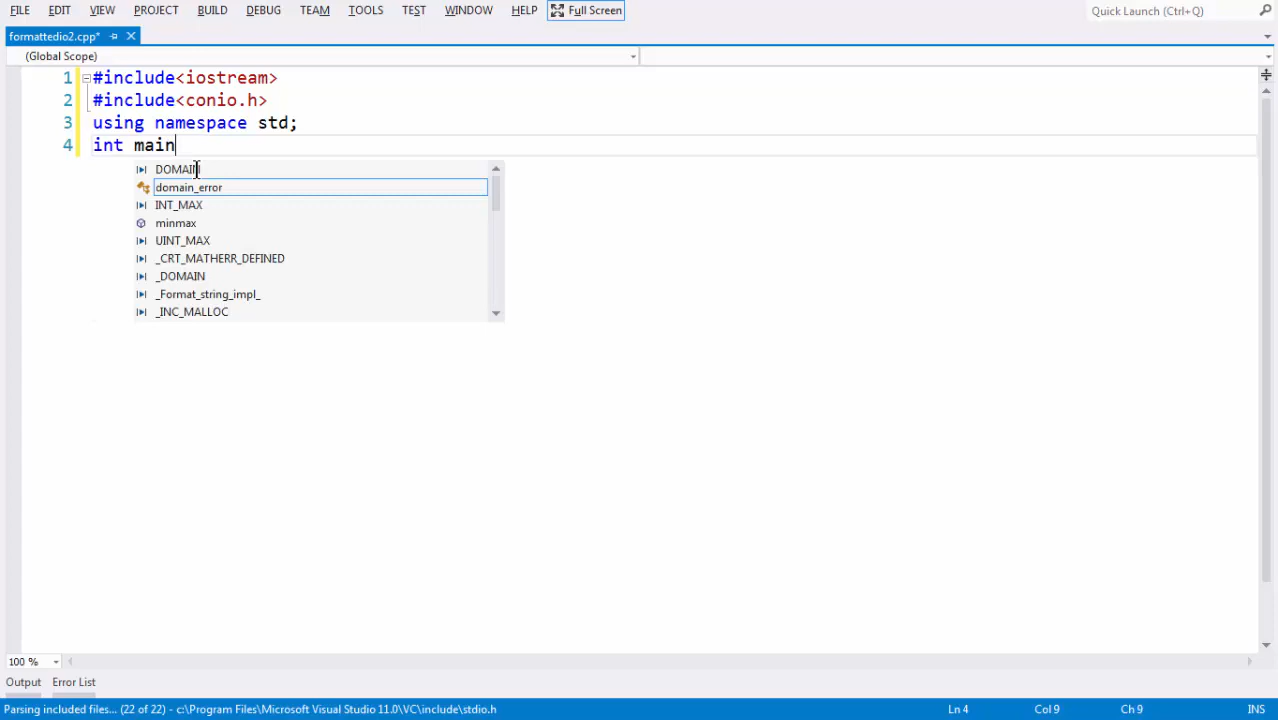 FILE EDIT VIEW PROJECT BUILD DEBUG TEAM TOOLS TEST WINDOW HELP Full Screen Quick Launch (Ctrl+Q)
formattedio2.cpp*
(Global Scope)
1 #include<iostream>
2 #include<conio.h>
3 using namespace std;
4 int main
DOMAIN
domain_error
INT_MAX
minmax
UINT_MAX
_CRT_MATHERR_DEFINED
_DOMAIN
_Format_string_impl_
_INC_MALLOC
100 %
Output Error List
Parsing included files... (22 of 22) - c:\Program Files\Microsoft Visual Studio 11.0\VC\include\stdio.h Ln 4 Col 9 Ch 9 INS